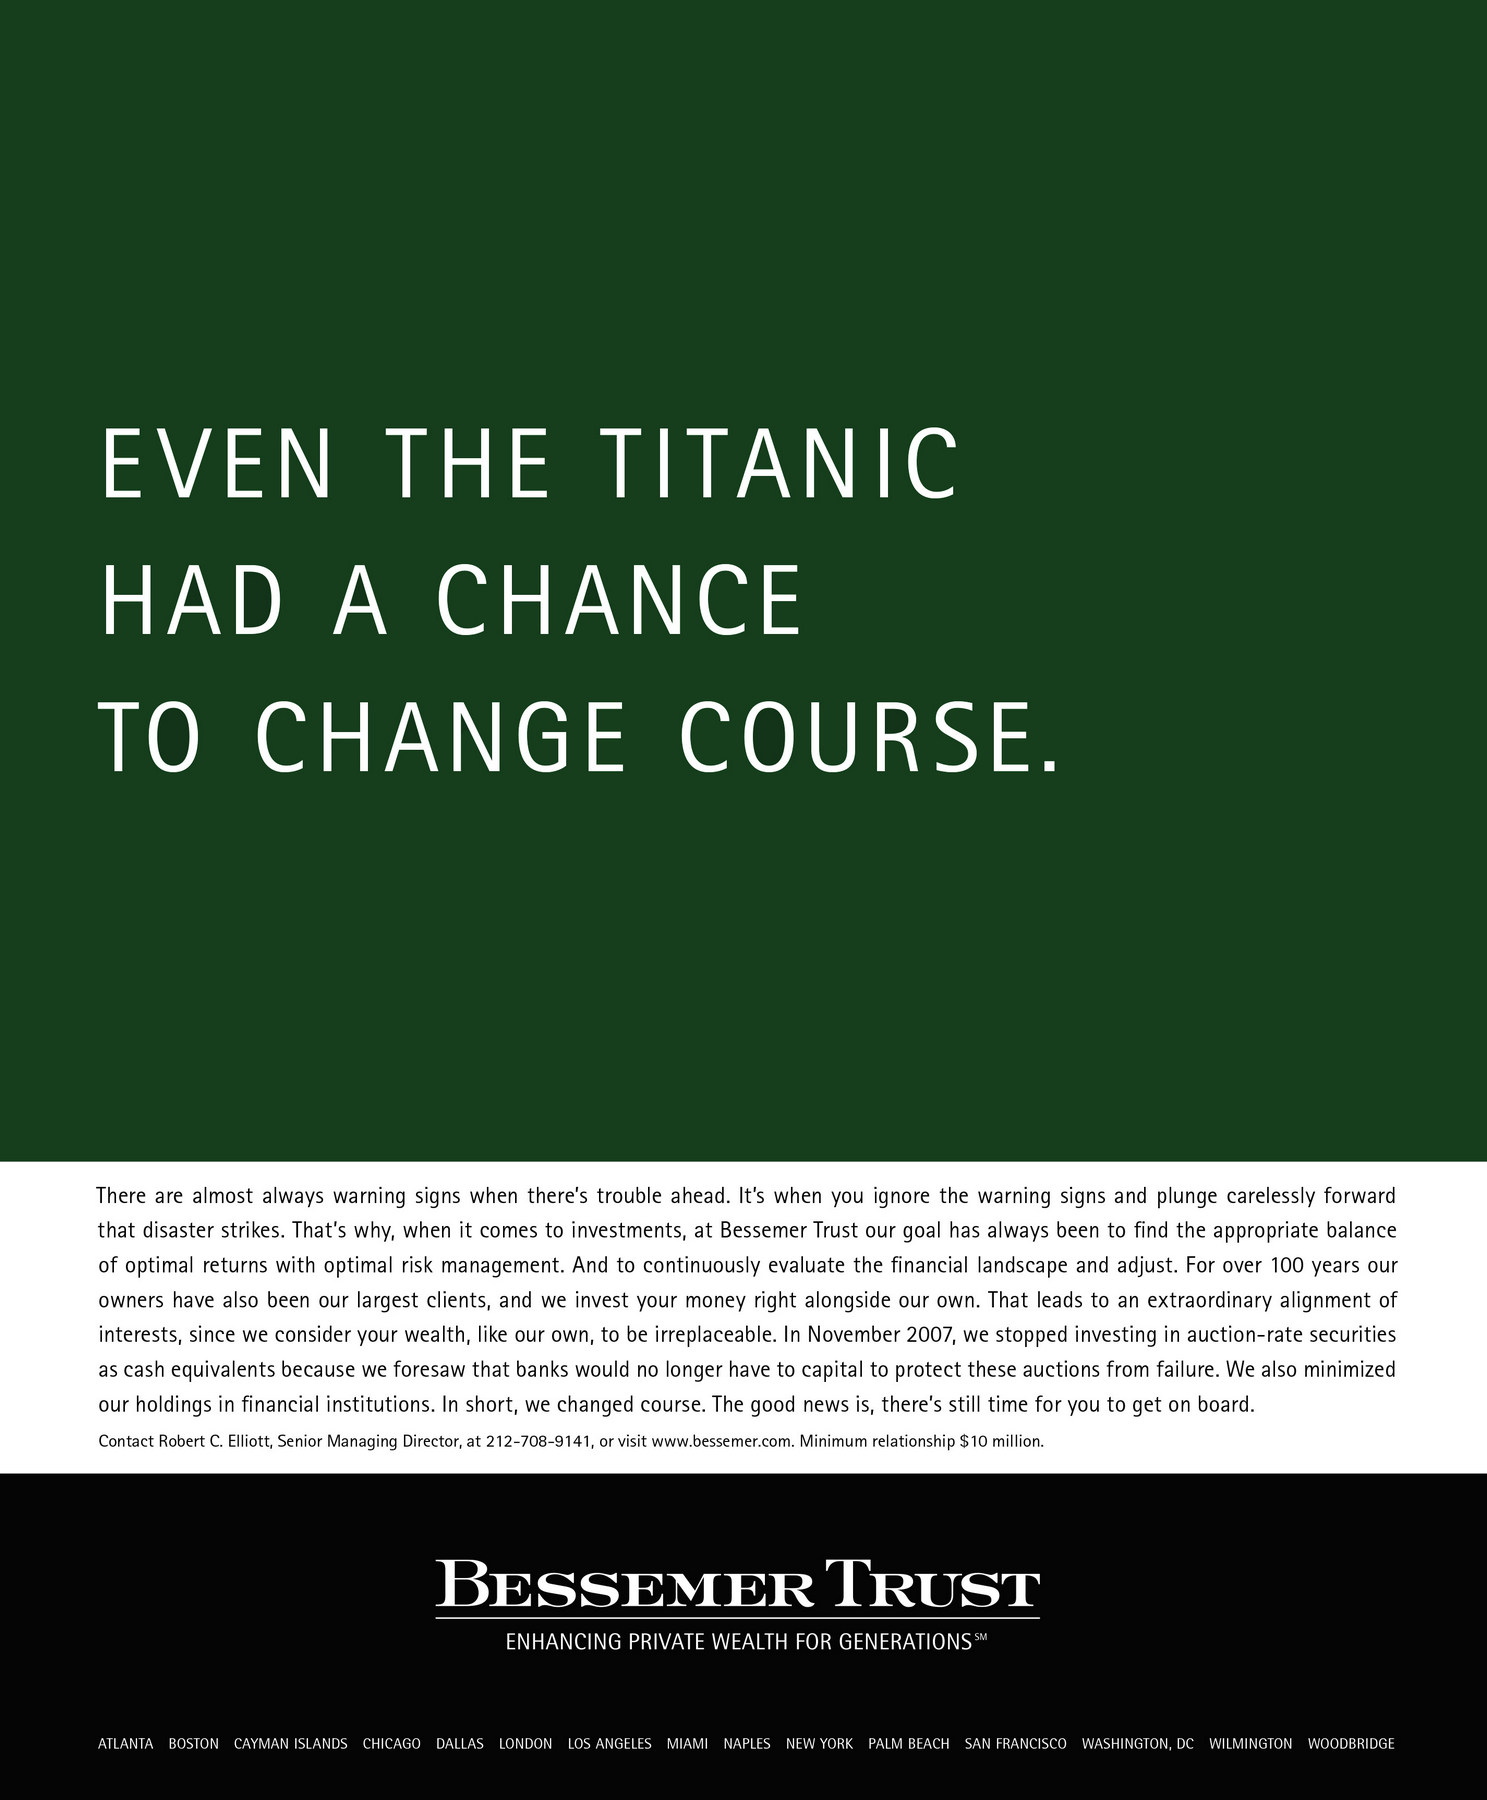 EVEN THE TITANIC
HAD A CHANCE
TO CHANGE COURSE.
There are almost always warning signs when there's trouble ahead. It's when you ignore the warning signs and plunge carelessly forward
that disaster strikes. That's why, when it comes to investments, at Bessemer Trust our goal has always been to find the appropriate balance
of optimal returns with optimal risk management. And to continuously evaluate the financial landscape and adjust. For over 100 years our
owners have also been our largest clients, and we invest your money right alongside our own. That leads to an extraordinary alignment of
interests, since we consider your wealth, like our own, to be irreplaceable. In November 2007, we stopped investing in auction-rate securities
as cash equivalents because we foresaw that banks would no longer have to capital to protect these auctions from failure. We also minimized
our holdings in financial institutions. In short, we changed course. The good news is, there's still time for you to get on board.
Contact Robert C. Elliott, Senior Managing Director, at 212-708-9141, or visit www.bessemer.com. Minimum relationship $10 million.
BESSEMER TRUST
ENHANCING PRIVATE WEALTH FOR GENERATIONS℠
ATLANTA BOSTON CAYMAN ISLANDS CHICAGO DALLAS LONDON LOS ANGELES MIAMI NAPLES NEW YORK PALM BEACH SAN FRANCISCO WASHINGTON, DC WILMINGTON WOODBRIDGE